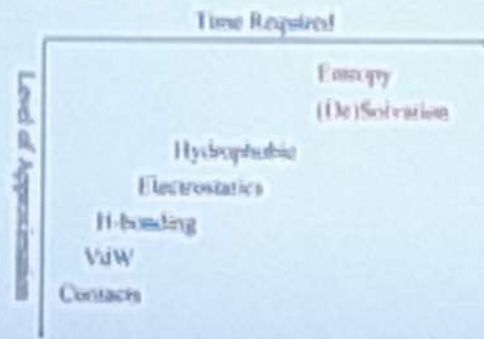 Time Required
Level of Approximation
Entropy
(De)Solvation
Hydrophobic
Electrostatics
H-bonding
VdW
Contacts